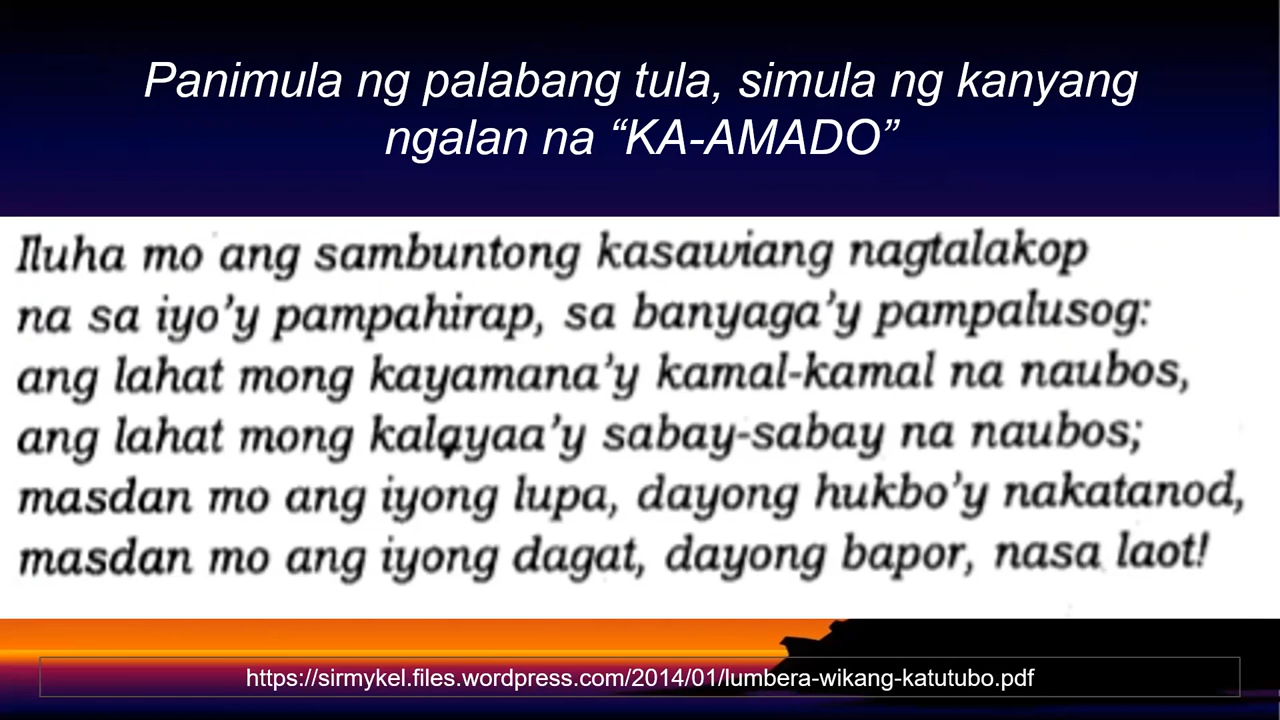 Panimula ng palabang tula, simula ng kanyang
ngalan na “KA-AMADO”
Iluha mo ang sambuntong kasawiang nagtalakop
na sa iyo’y pampahirap, sa banyaga’y pampalusog:
ang lahat mong kayamana’y kamal-kamal na naubos,
ang lahat mong kalayaa’y sabay-sabay na naubos;
masdan mo ang iyong lupa, dayong hukbo’y nakatanod,
masdan mo ang iyong dagat, dayong bapor, nasa laot!
https://sirmykel.files.wordpress.com/2014/01/lumbera-wikang-katutubo.pdf